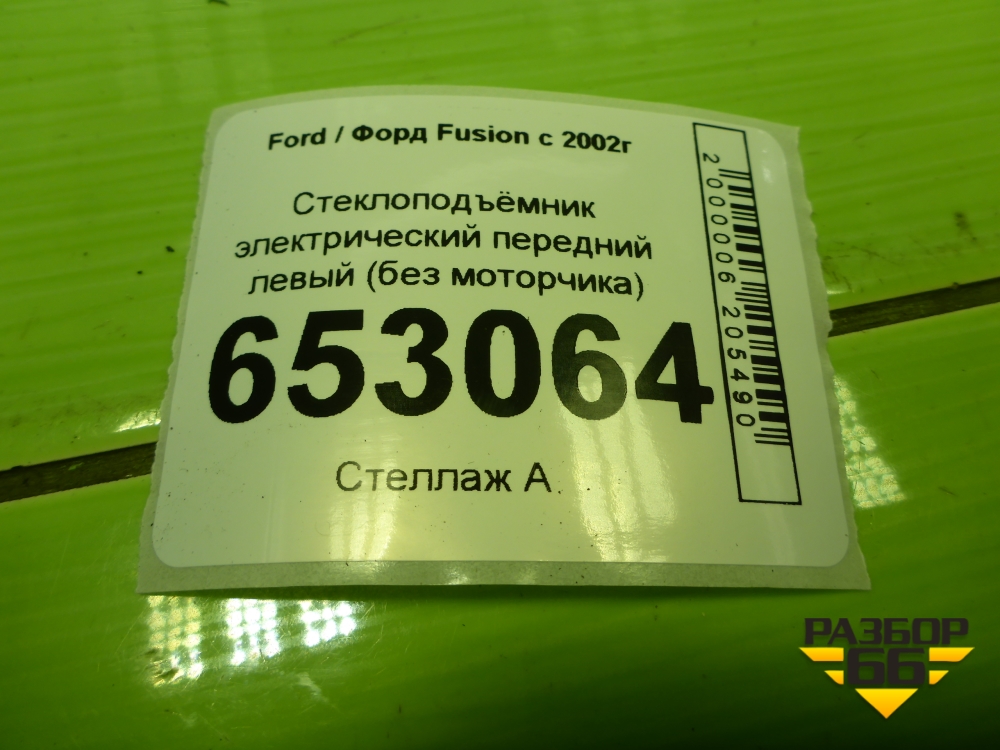 Ford / Форд Fusion с 2002г
Стеклоподъёмник
электрический передний
левый (без моторчика)
653064
Стеллаж А
2000006205490
РАЗБОР
66